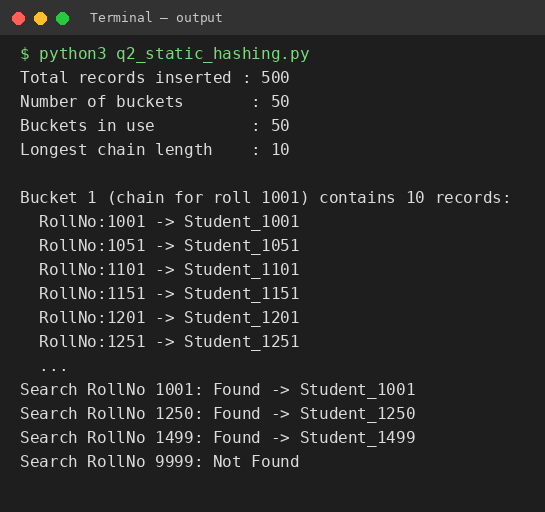 Terminal — output
$ python3 q2_static_hashing.py
Total records inserted : 500
Number of buckets       : 50
Buckets in use          : 50
Longest chain length    : 10
Bucket 1 (chain for roll 1001) contains 10 records:
  RollNo:1001 -> Student_1001
  RollNo:1051 -> Student_1051
  RollNo:1101 -> Student_1101
  RollNo:1151 -> Student_1151
  RollNo:1201 -> Student_1201
  RollNo:1251 -> Student_1251
  ...
Search RollNo 1001: Found -> Student_1001
Search RollNo 1250: Found -> Student_1250
Search RollNo 1499: Found -> Student_1499
Search RollNo 9999: Not Found